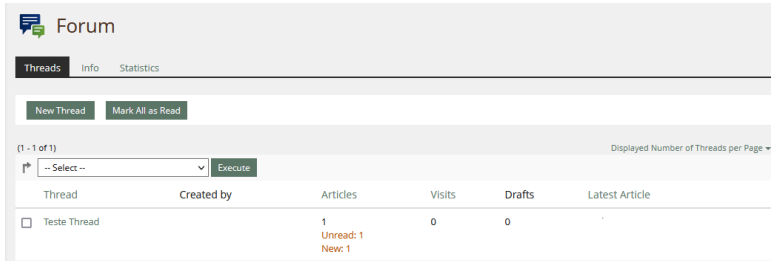 Forum
Threads Info Statistics
New Thread Mark All as Read
(1 - 1 of 1) Displayed Number of Threads per Page
-- Select -- Execute
Thread Created by Articles Visits Drafts Latest Article
Teste Thread 1 0 0
Unread: 1
New: 1